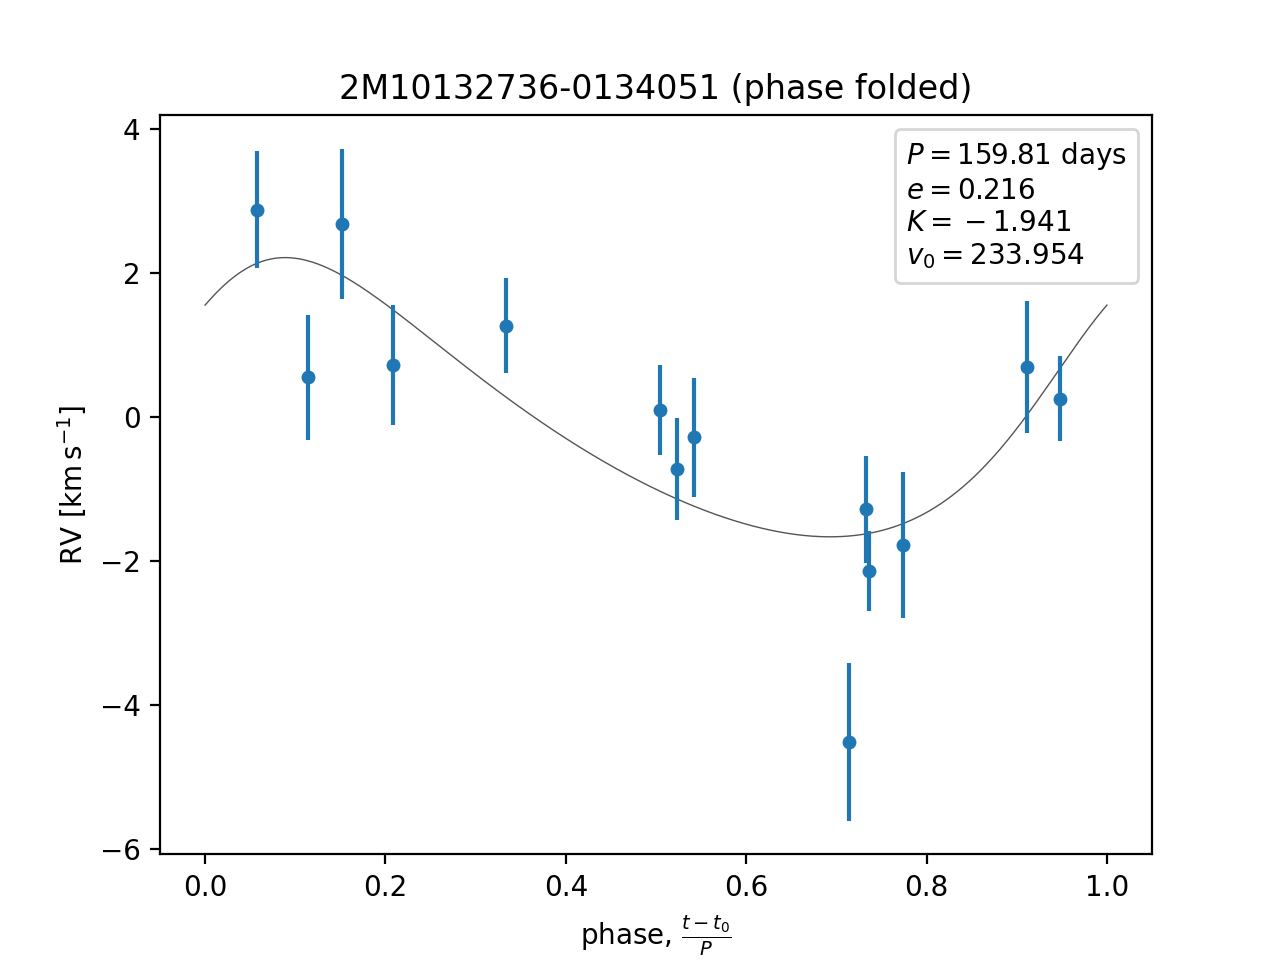 2M10132736-0134051 (phase folded)
P = 159.81 days
e = 0.216
K = −1.941
v₀ = 233.954
4
2
0
−2
−4
−6
RV [km s⁻¹]
0.0 0.2 0.4 0.6 0.8 1.0
phase, (t − t₀)/P